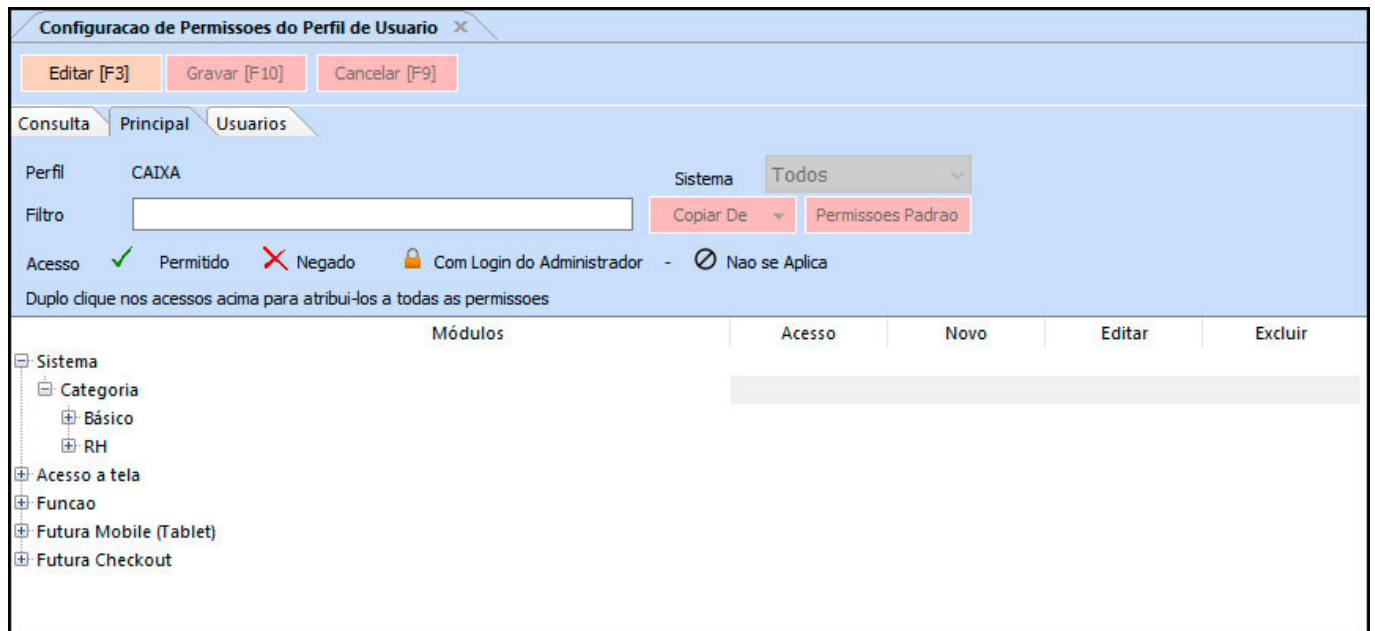 Configuracao de Permissoes do Perfil de Usuario
Editar [F3] Gravar [F10] Cancelar [F9]
Consulta Principal Usuarios
Perfil CAIXA Sistema Todos
Filtro Copiar De Permissoes Padrao
Acesso Permitido Negado Com Login do Administrador - Nao se Aplica
Duplo clique nos acessos acima para atribui-los a todas as permissoes
Módulos Acesso Novo Editar Excluir
Sistema
Categoria
Básico
RH
Acesso a tela
Funcao
Futura Mobile (Tablet)
Futura Checkout